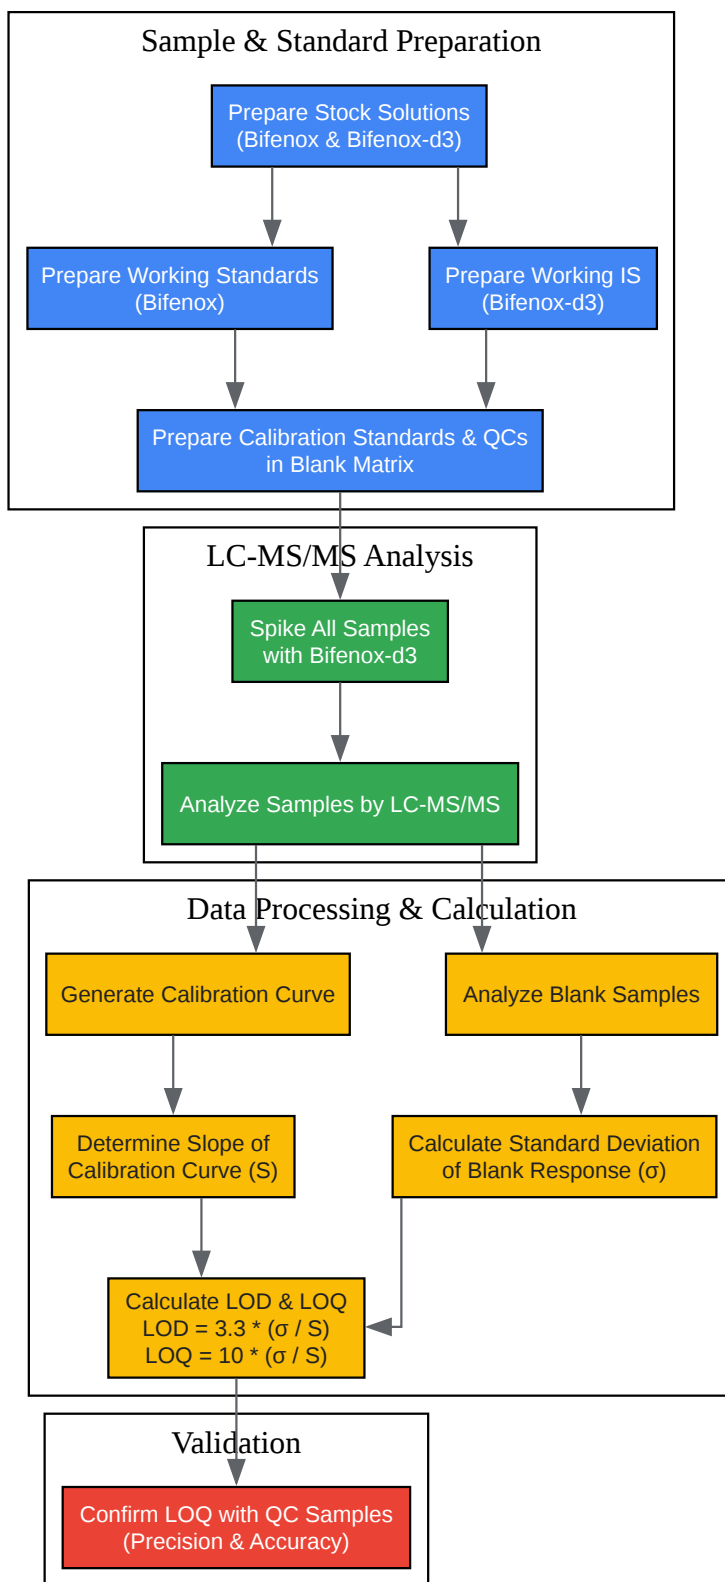 Sample & Standard Preparation
Prepare Stock Solutions
(Bifenox & Bifenox-d3)
Prepare Working Standards
(Bifenox)
Prepare Working IS
(Bifenox-d3)
Prepare Calibration Standards & QCs
in Blank Matrix
LC-MS/MS Analysis
Spike All Samples
with Bifenox-d3
Analyze Samples by LC-MS/MS
Data Processing & Calculation
Generate Calibration Curve
Analyze Blank Samples
Determine Slope of
Calibration Curve (S)
Calculate Standard Deviation
of Blank Response (σ)
Calculate LOD & LOQ
LOD = 3.3 * (σ / S)
LOQ = 10 * (σ / S)
Validation
Confirm LOQ with QC Samples
(Precision & Accuracy)